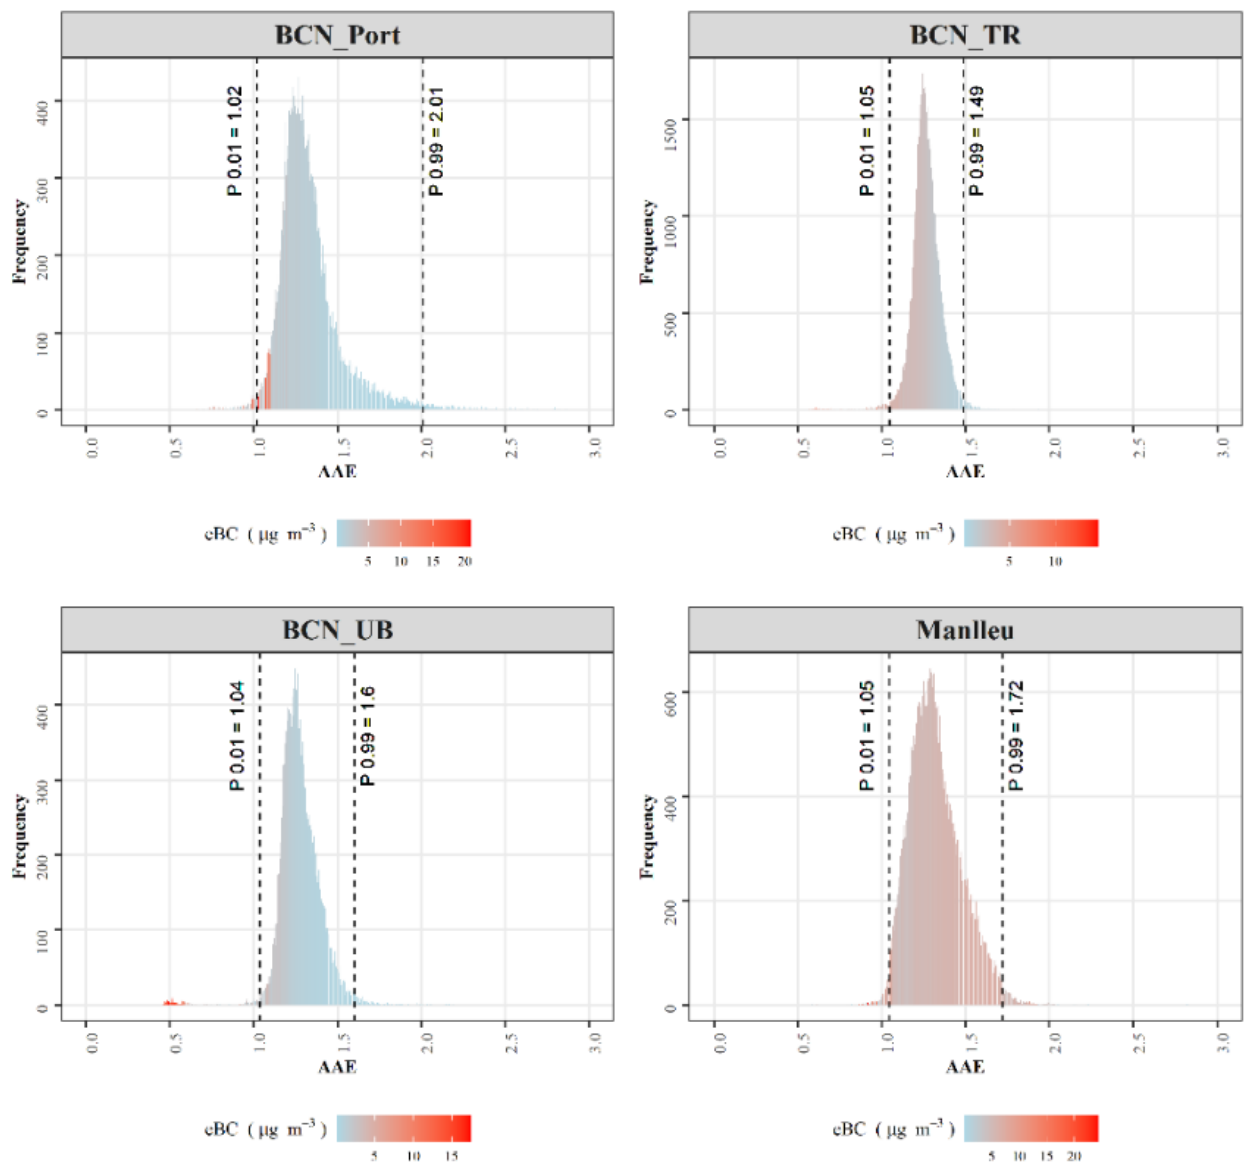 BCN_Port
P 0.01 = 1.02
P 0.99 = 2.01
Frequency
0 100 200 300 400
0.0 0.5 1.0 1.5 2.0 2.5 3.0
AAE
eBC ( µg m⁻³ )
5 10 15 20
BCN_TR
P 0.01 = 1.05
P 0.99 = 1.49
Frequency
0 500 1000 1500
0.0 0.5 1.0 1.5 2.0 2.5 3.0
AAE
eBC ( µg m⁻³ )
5 10
BCN_UB
P 0.01 = 1.04
P 0.99 = 1.6
Frequency
0 100 200 300 400
0.0 0.5 1.0 1.5 2.0 2.5 3.0
AAE
eBC ( µg m⁻³ )
5 10 15
Manlleu
P 0.01 = 1.05
P 0.99 = 1.72
Frequency
0 200 400 600
0.0 0.5 1.0 1.5 2.0 2.5 3.0
AAE
eBC ( µg m⁻³ )
5 10 15 20